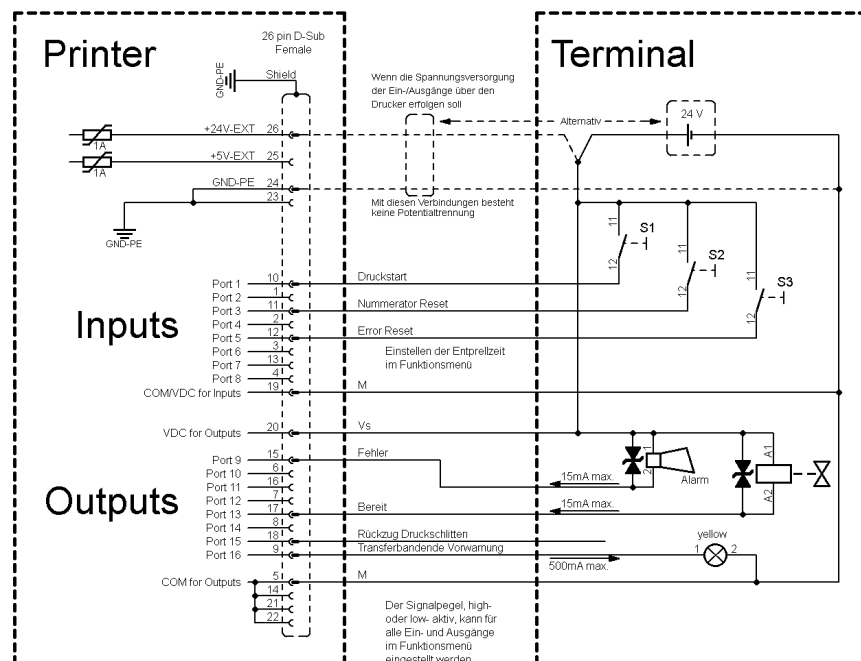 Printer
26 pin D-Sub
Female
Terminal
GND-PE
Shield
Wenn die Spannungsversorgung
der Ein-/Ausgänge über den
Drucker erfolgen soll
24 V
Alternativ
1A
+24V-EXT 26
1A
+5V-EXT 25
GND-PE 24
23
GND-PE
Mit diesen Verbindungen besteht
keine Potentialtrennung
11
S1
12
11
S2
12
11
S3
12
Inputs
Port 1 10 Druckstart
Port 2 1
Port 3 11 Nummerator Reset
Port 4 2
Port 5 12 Error Reset
Port 6 3
Port 7 13
Port 8 4
Einstellen der Entprellzeit
im Funktionsmenü
COM/VDC for Inputs 19 M
VDC for Outputs 20 Vs
Outputs
Port 9 15 Fehler
Port 10 6
Port 11 16
Port 12 7
Port 13 17 Bereit
Port 14 8
Port 15 18 Rückzug Druckschlitten
Port 16 9 Transferbandende Vorwarnung
1
2
Alarm
A1
A2
15mA max.
15mA max.
yellow
1 2
500mA max.
COM for Outputs 5 M
14
21
22
Der Signalpegel, high-
oder low- aktiv, kann für
alle Ein- und Ausgänge
im Funktionsmenü
eingestellt werden